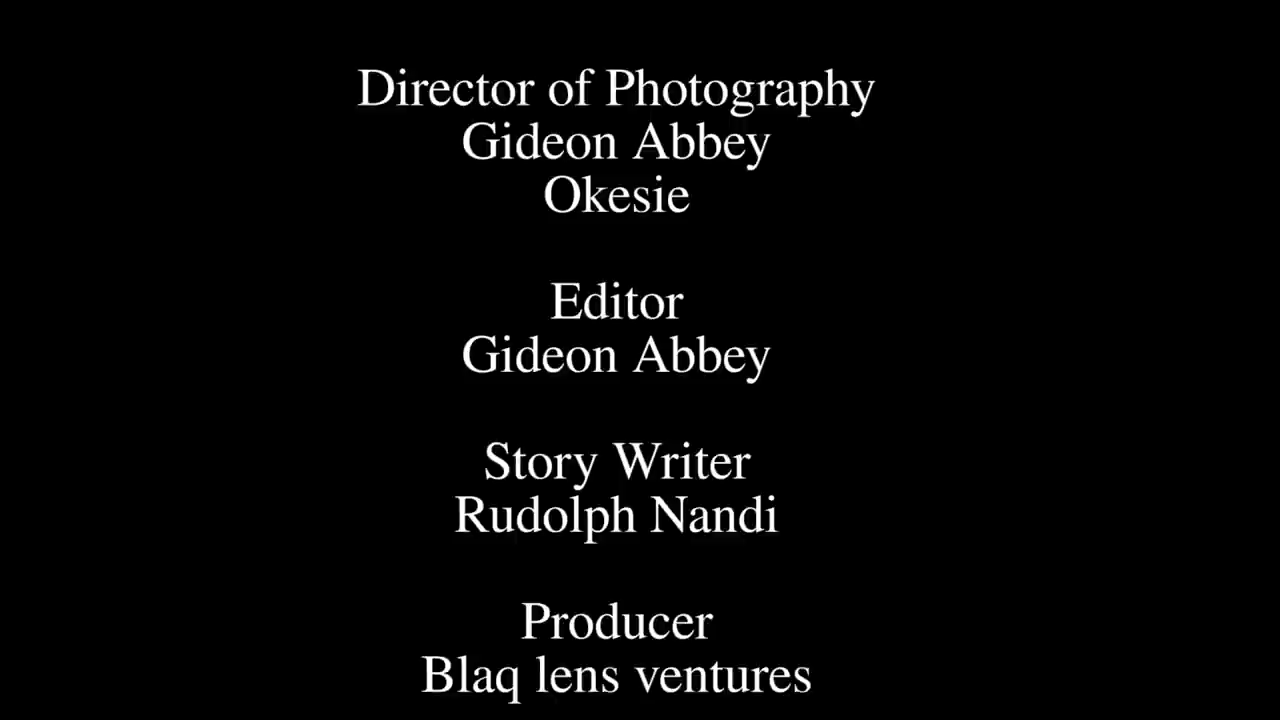 Director of Photography
Gideon Abbey
Okesie
Editor
Gideon Abbey
Story Writer
Rudolph Nandi
Producer
Blaq lens ventures